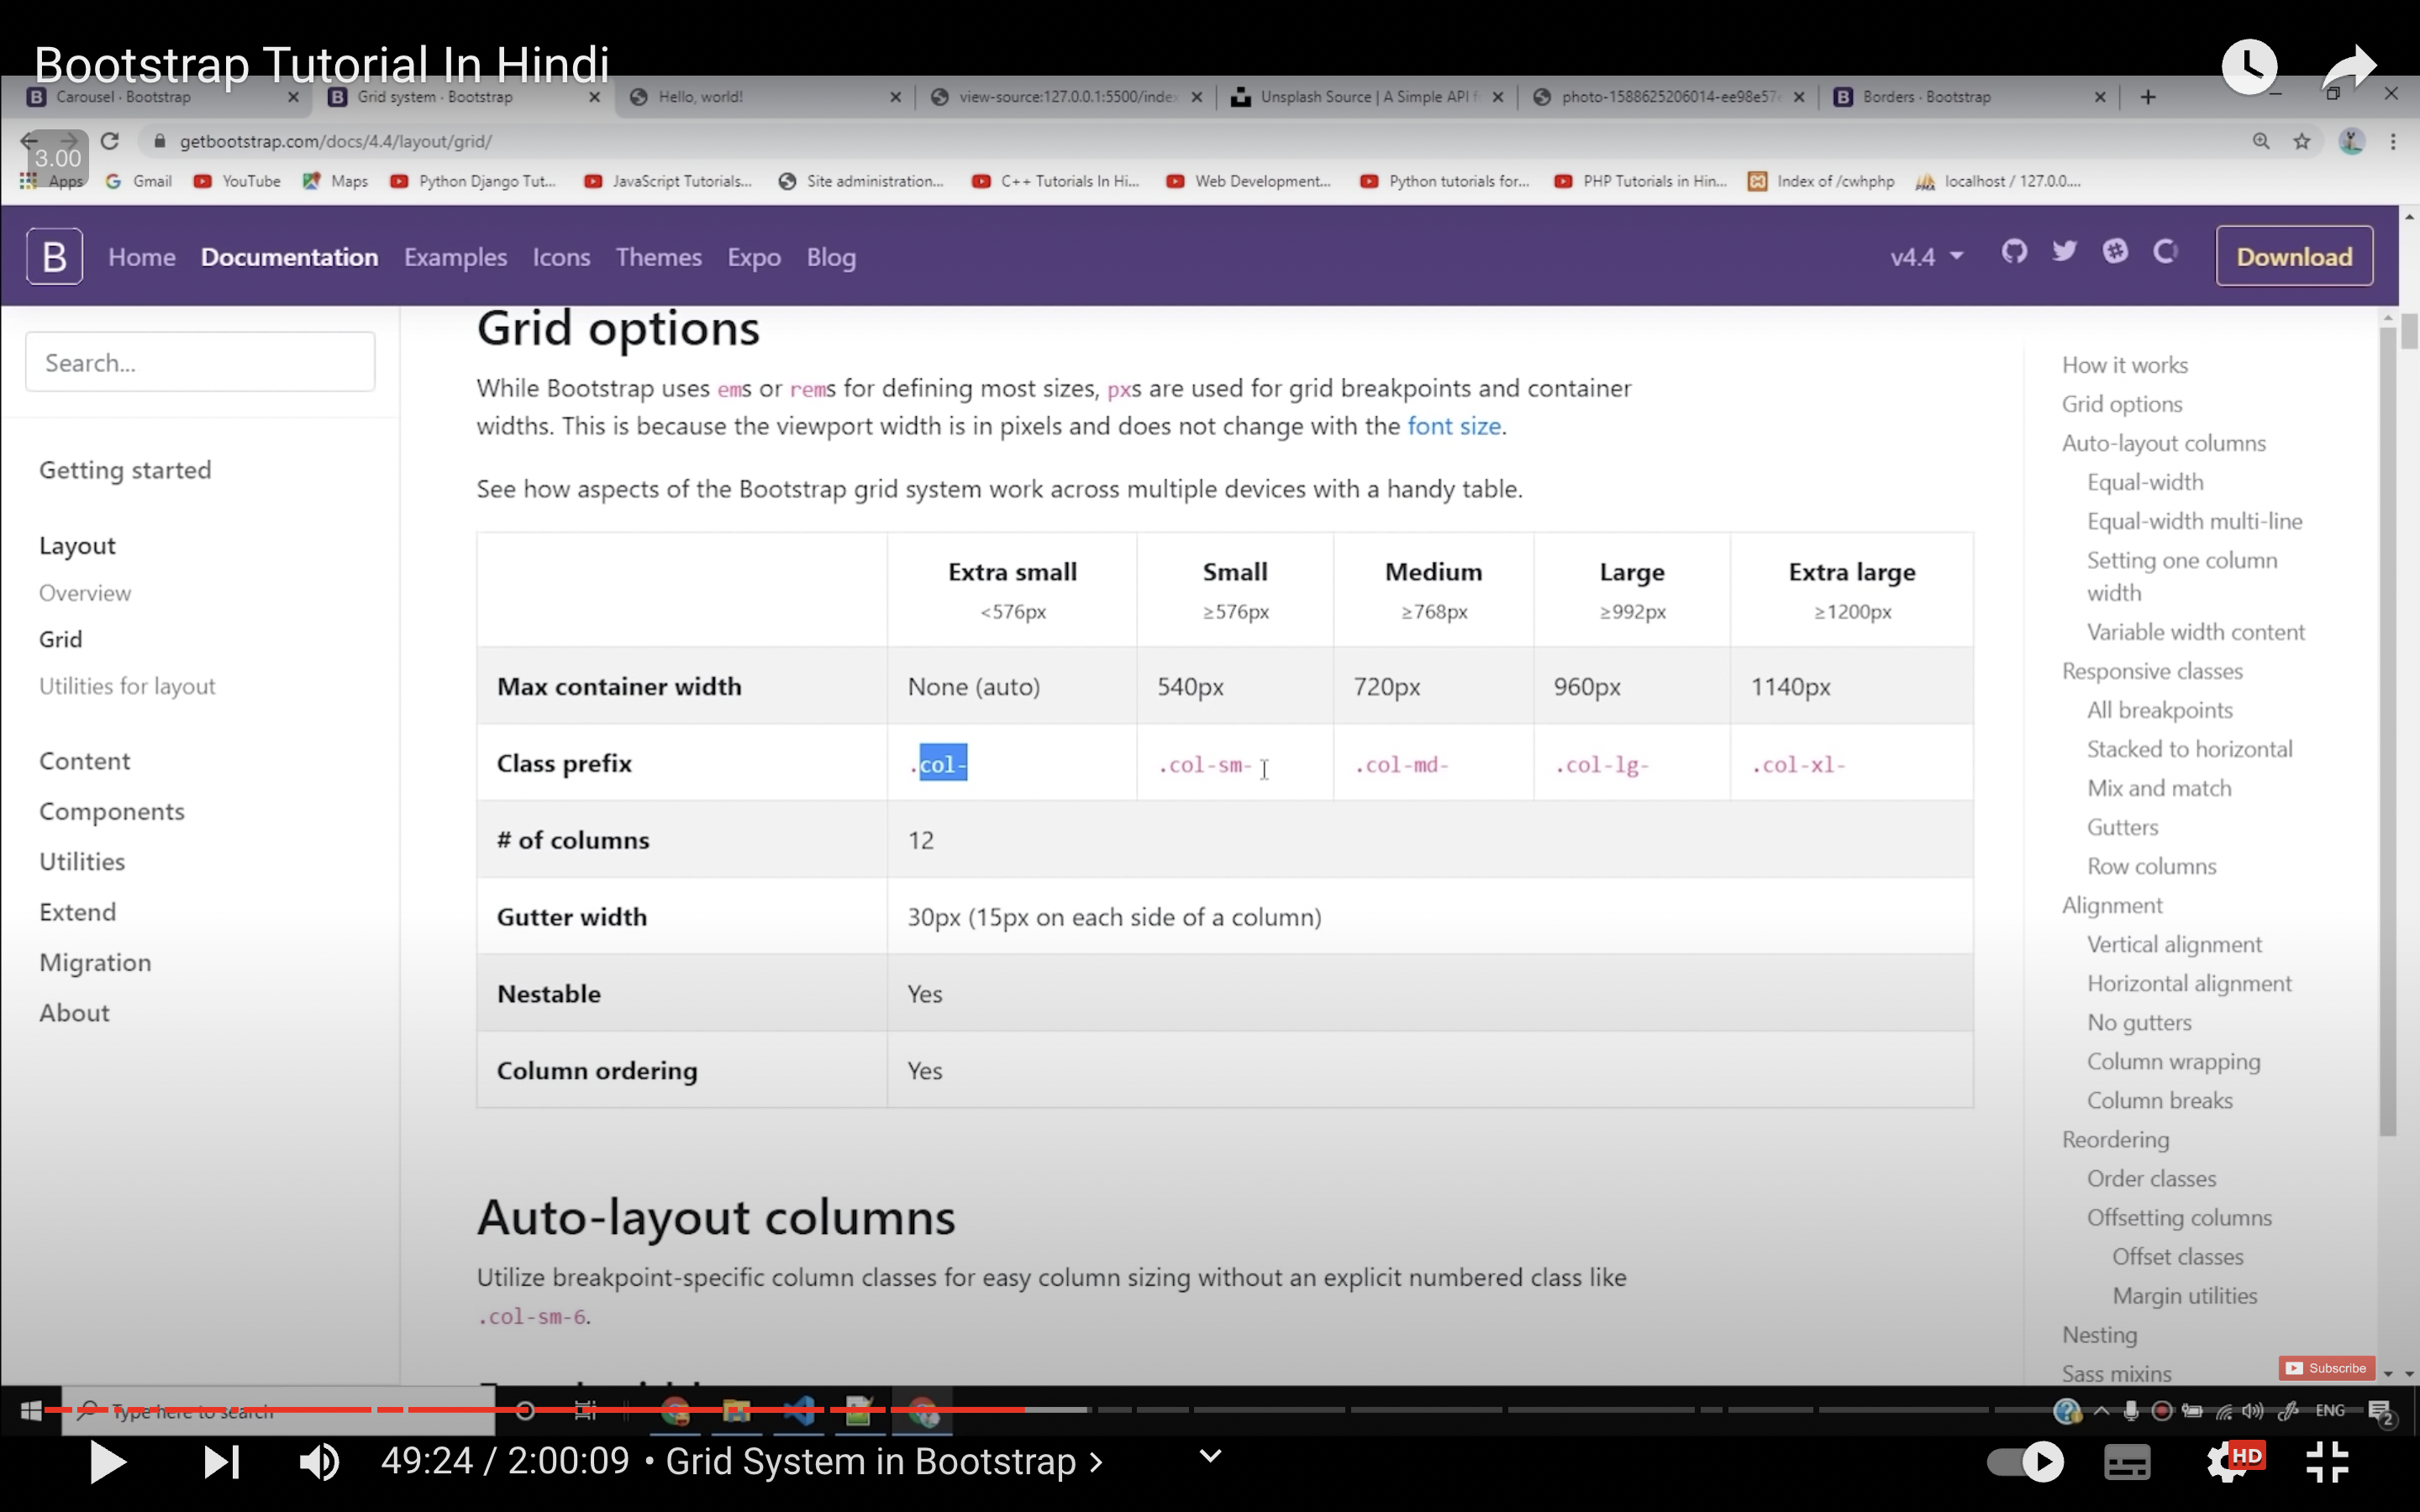 Bootstrap Tutorial In Hindi
Carousel · Bootstrap
Grid system · Bootstrap
Hello, world!
view-source:127.0.0.1:5500/index
Unsplash Source | A Simple API f
photo-1588625206014-ee98e57
Borders · Bootstrap
getbootstrap.com/docs/4.4/layout/grid/
3.00
Apps
Gmail
YouTube
Maps
Python Django Tut...
JavaScript Tutorials...
Site administration...
C++ Tutorials In Hi...
Web Development...
Python tutorials for...
PHP Tutorials in Hin...
Index of /cwhphp
localhost / 127.0.0....
B
Home
Documentation
Examples
Icons
Themes
Expo
Blog
v4.4
Download
Search...
Getting started
Layout
Overview
Grid
Utilities for layout
Content
Components
Utilities
Extend
Migration
About
Grid options
While Bootstrap uses ems or rems for defining most sizes, pxs are used for grid breakpoints and container
widths. This is because the viewport width is in pixels and does not change with the font size.
See how aspects of the Bootstrap grid system work across multiple devices with a handy table.
Extra small Small Medium Large Extra large
<576px ≥576px ≥768px ≥992px ≥1200px
Max container width None (auto) 540px 720px 960px 1140px
Class prefix .col- .col-sm- .col-md- .col-lg- .col-xl-
# of columns 12
Gutter width 30px (15px on each side of a column)
Nestable Yes
Column ordering Yes
Auto-layout columns
Utilize breakpoint-specific column classes for easy column sizing without an explicit numbered class like
.col-sm-6.
How it works
Grid options
Auto-layout columns
Equal-width
Equal-width multi-line
Setting one column
width
Variable width content
Responsive classes
All breakpoints
Stacked to horizontal
Mix and match
Gutters
Row columns
Alignment
Vertical alignment
Horizontal alignment
No gutters
Column wrapping
Column breaks
Reordering
Order classes
Offsetting columns
Offset classes
Margin utilities
Nesting
Sass mixins
Subscribe
Type here to search
ENG
2
49:24 / 2:00:09 • Grid System in Bootstrap
HD